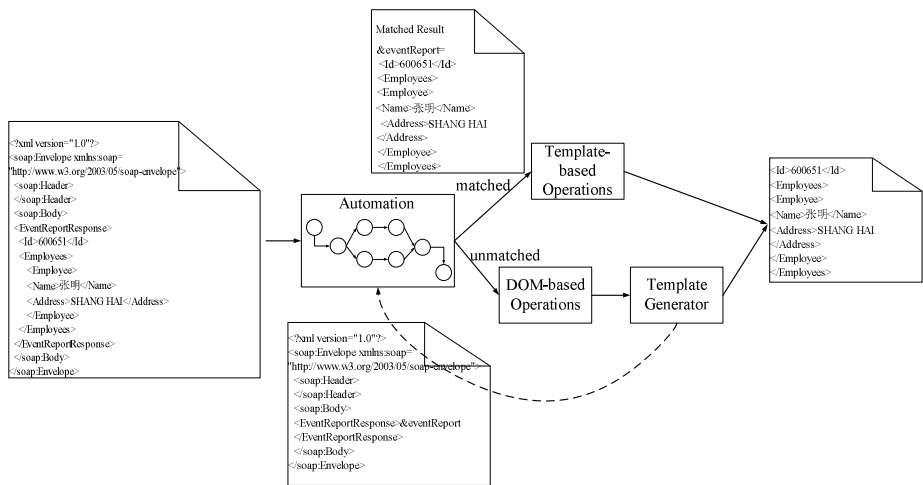 <?xml version="1.0"?>
<soap:Envelope xmlns:soap=
"http://www.w3.org/2003/05/soap-envelope">
<soap:Header>
</soap:Header>
<soap:Body>
<EventReportResponse>
<Id>600651</Id>
<Employees>
<Employee>
<Name>张明</Name>
<Address>SHANG HAI</Address>
</Employee>
</Employees>
</EventReportResponse>
</soap:Body>
</soap:Envelope>
Matched Result
&eventReport=
<Id>600651</Id>
<Employees>
<Employee>
<Name>张明</Name>
<Address>SHANG HAI
</Address>
</Employee>
</Employees>
Automation
matched
unmatched
Template-
based
Operations
DOM-based
Operations
Template
Generator
<?xml version="1.0"?>
<soap:Envelope xmlns:soap=
"http://www.w3.org/2003/05/soap-envelope">
<soap:Header>
</soap:Header>
<soap:Body>
<EventReportResponse>&eventReport
</EventReportResponse>
</soap:Body>
</soap:Envelope>
<Id>600651</Id>
<Employees>
<Employee>
<Name>张明</Name>
<Address>SHANG HAI
</Address>
</Employee>
</Employees>